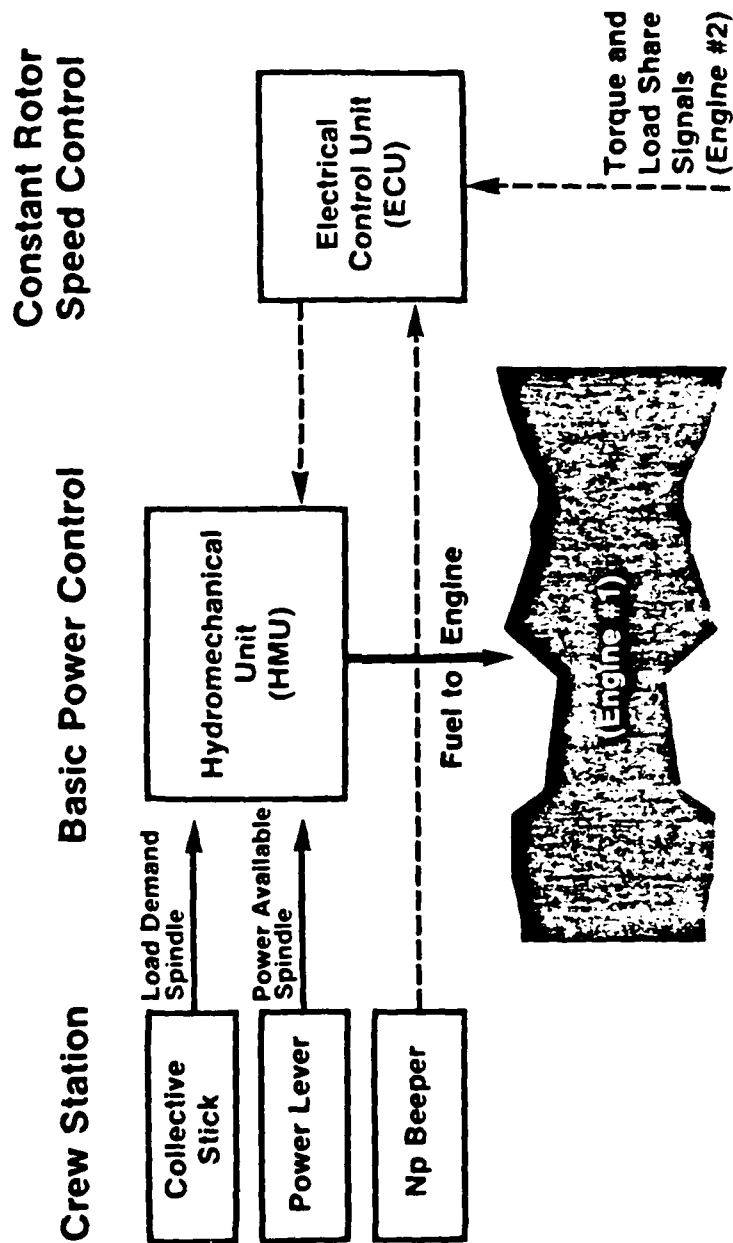 Crew Station
Basic Power Control
Constant Rotor
Speed Control
Collective
Stick
Load Demand
Spindle
Power Lever
Power Available
Spindle
Np Beeper
Hydromechanical
Unit
(HMU)
Electrical
Control Unit
(ECU)
Fuel to Engine
(Engine #1)
Torque and
Load Share
Signals
(Engine #2)